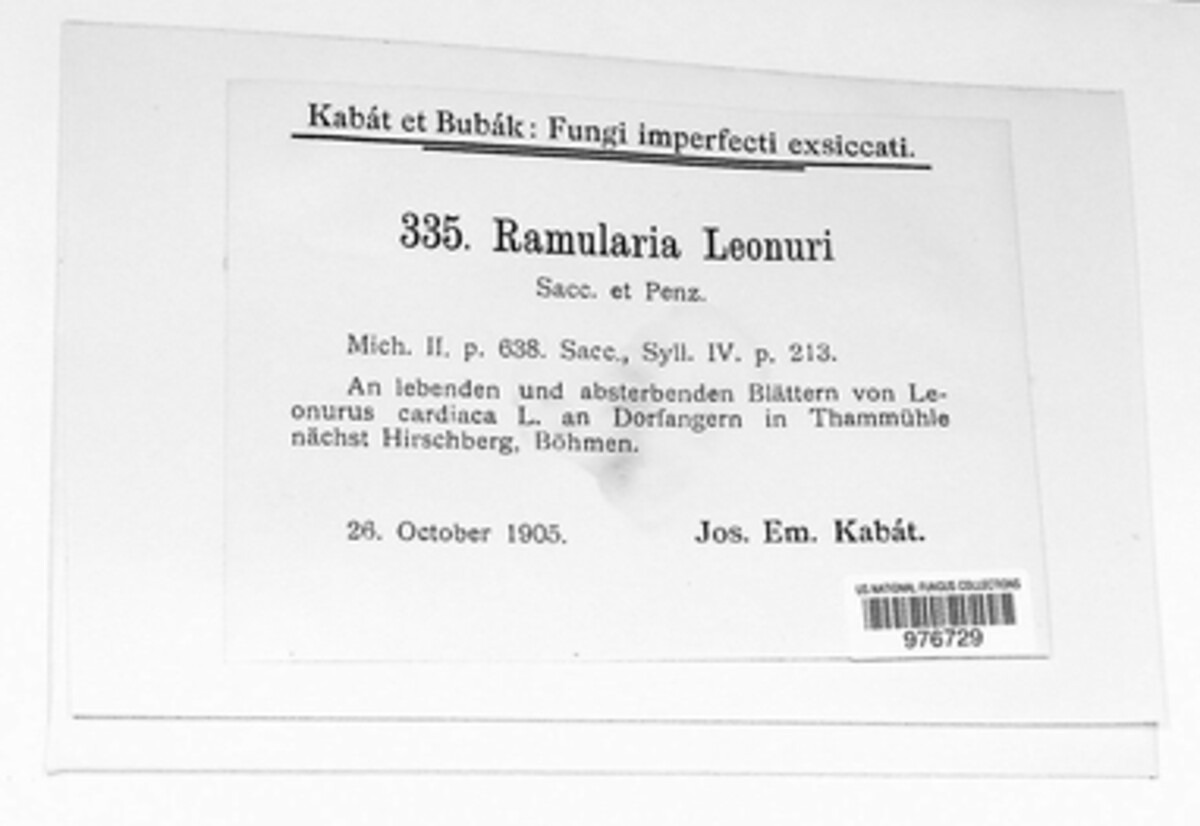 Kabát et Bubák: Fungi imperfecti exsiccati.
335. Ramularia Leonuri
Sacc. et Penz.
Mich. II. p. 638. Sacc., Syll. IV. p. 213.
An lebenden und absterbenden Blättern von Le-
onurus cardiaca L. an Dorfangern in Thammühle
nächst Hirschberg, Böhmen.
26. October 1905. Jos. Em. Kabát.
US NATIONAL FUNGUS COLLECTIONS
976729